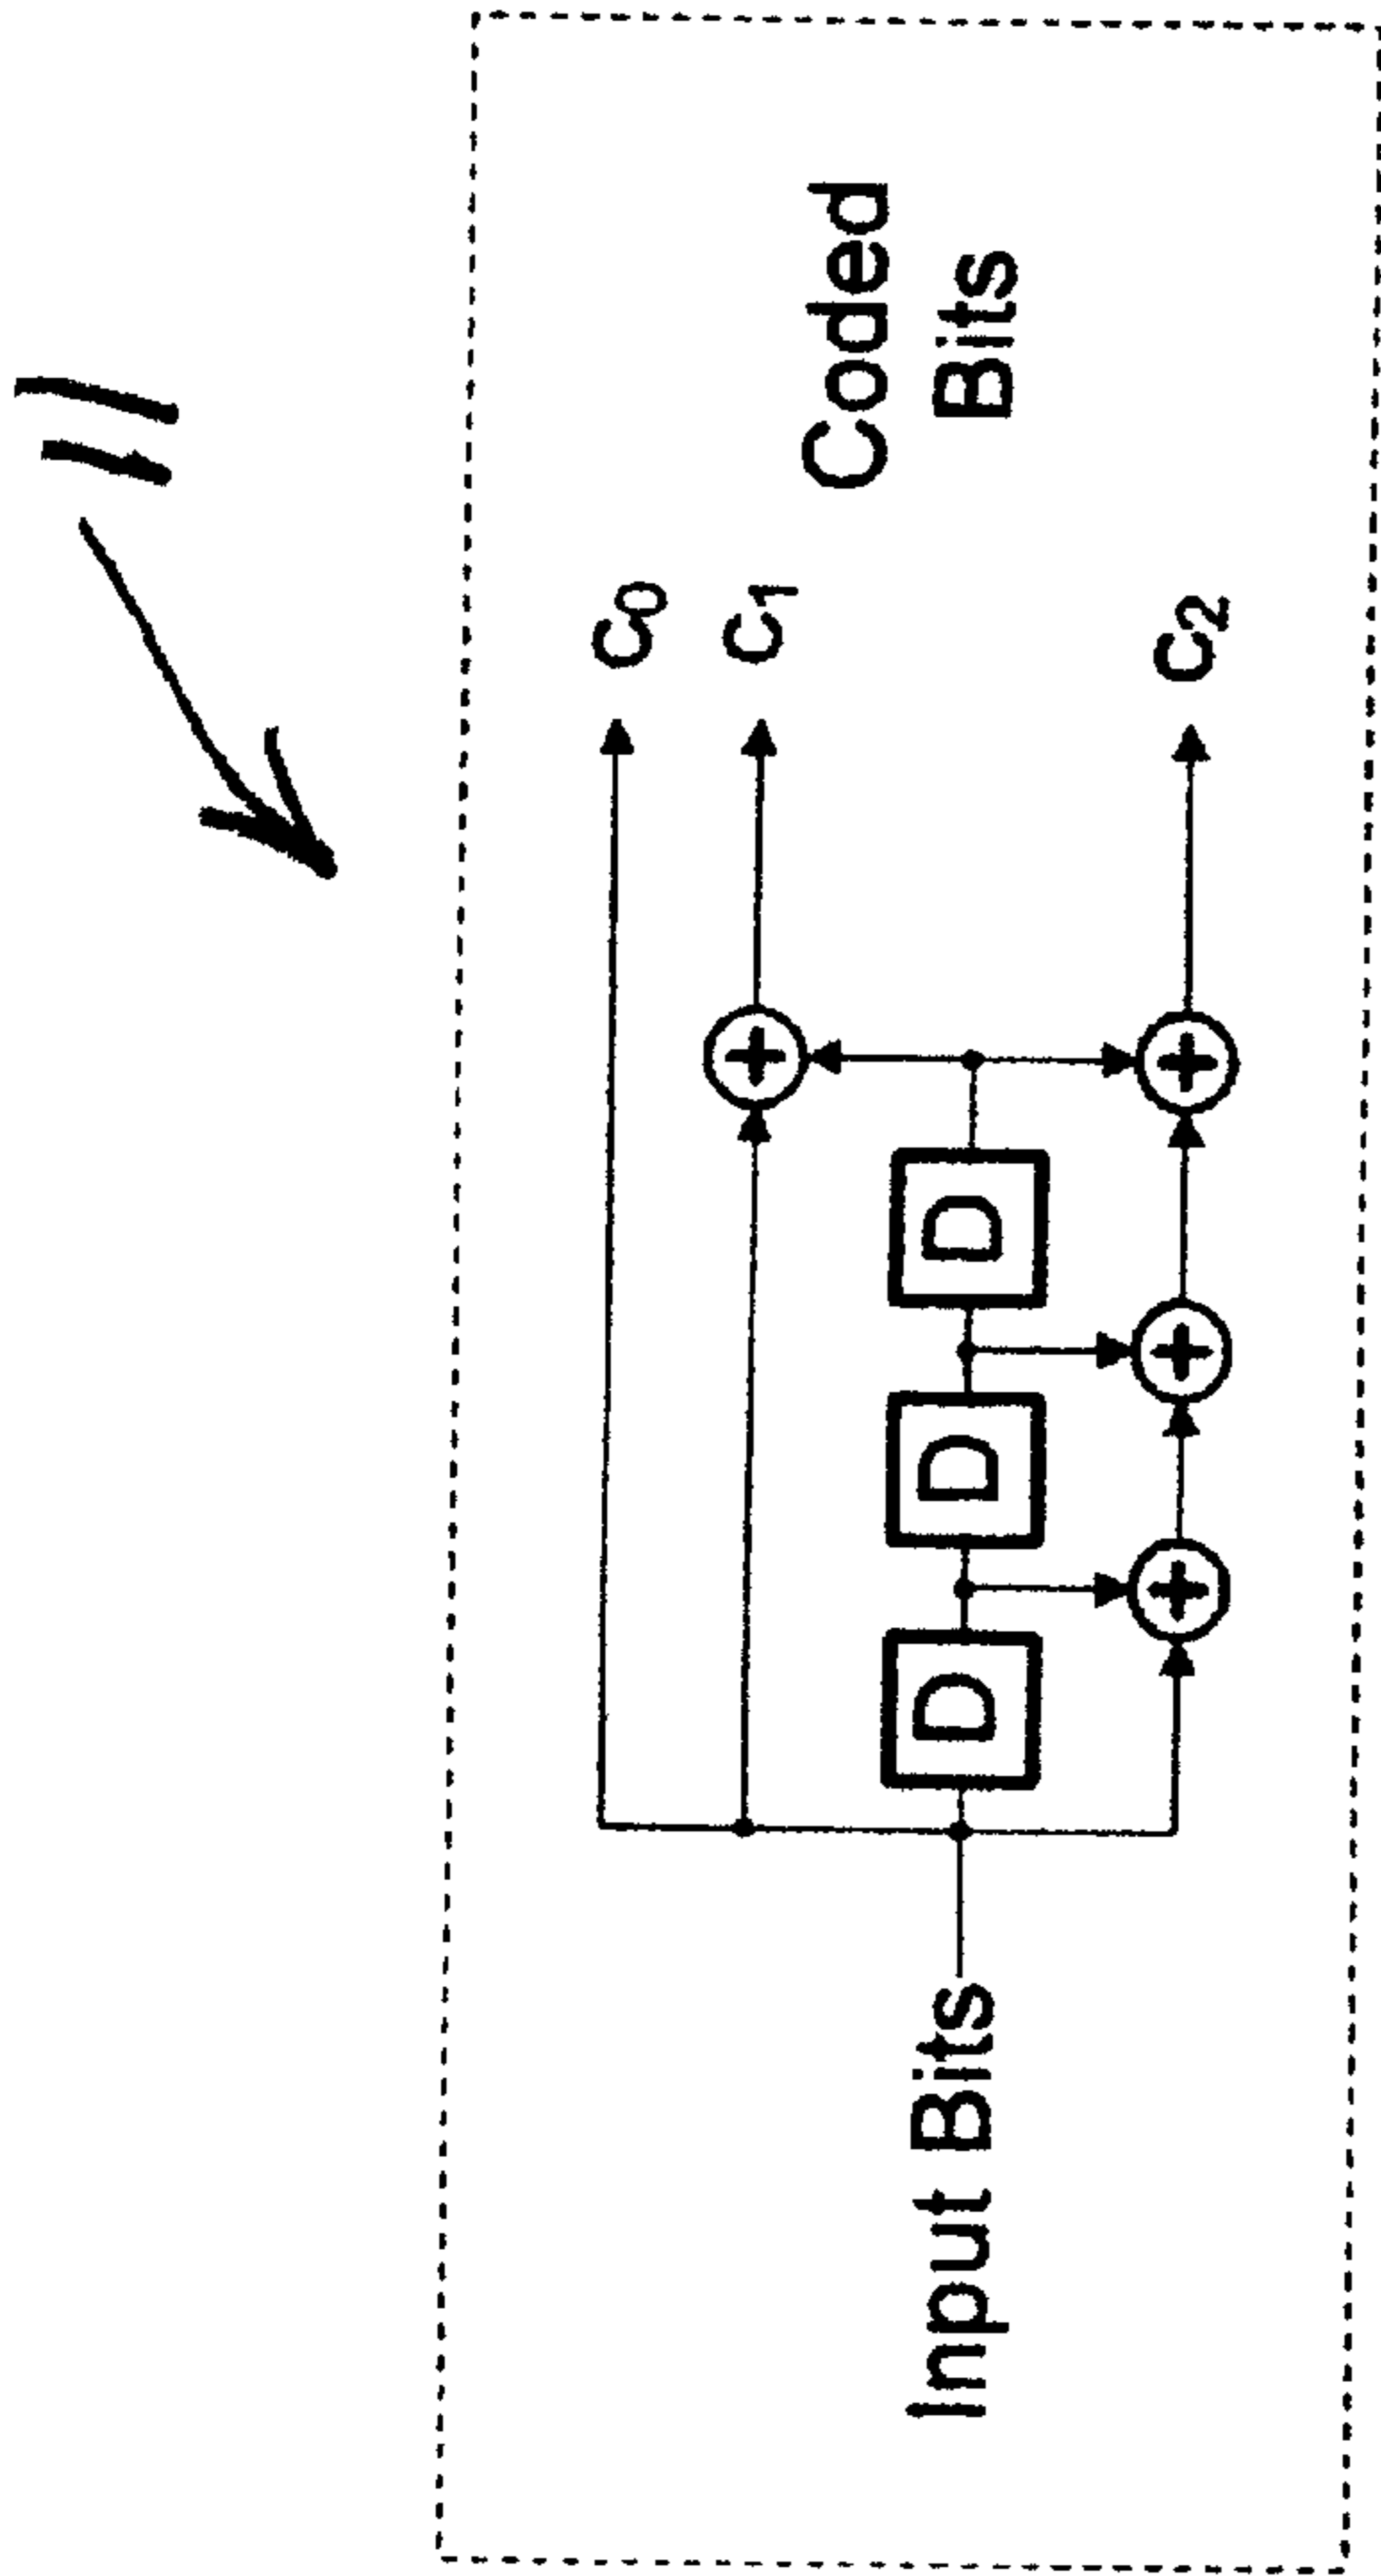 11
Input Bits
D
D
D
+
+
+
+
C0
C1
C2
Coded
Bits